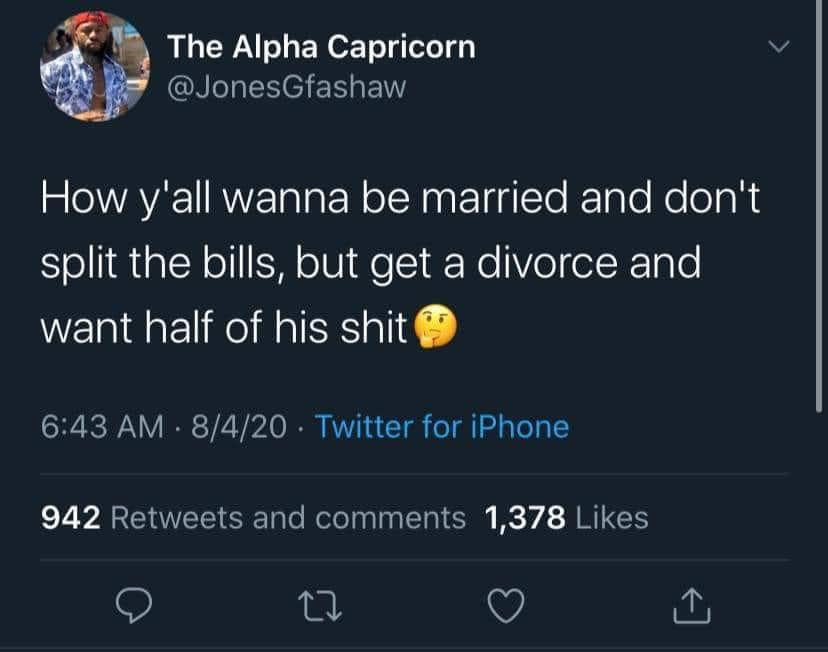 The Alpha Capricorn
@JonesGfashaw
How y'all wanna be married and don't
split the bills, but get a divorce and
want half of his shit🤔
6:43 AM · 8/4/20 · Twitter for iPhone
942 Retweets and comments 1,378 Likes